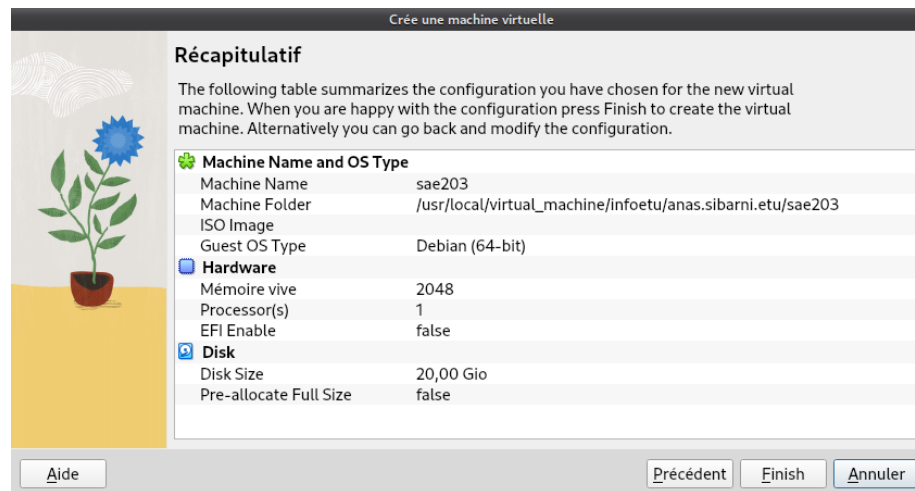 Crée une machine virtuelle
Récapitulatif
The following table summarizes the configuration you have chosen for the new virtual
machine. When you are happy with the configuration press Finish to create the virtual
machine. Alternatively you can go back and modify the configuration.
Machine Name and OS Type
Machine Name sae203
Machine Folder /usr/local/virtual_machine/infoetu/anas.sibarni.etu/sae203
ISO Image
Guest OS Type Debian (64-bit)
Hardware
Mémoire vive 2048
Processor(s) 1
EFI Enable false
Disk
Disk Size 20,00 Gio
Pre-allocate Full Size false
Aide Précédent Finish Annuler